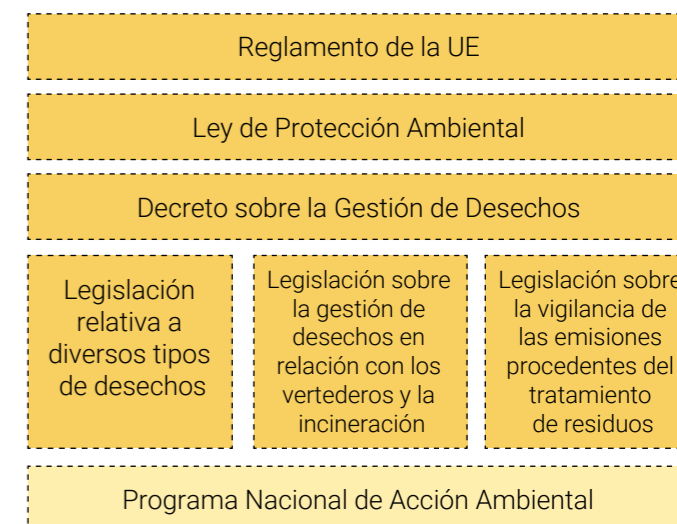 Reglamento de la UE
Ley de Protección Ambiental
Decreto sobre la Gestión de Desechos
Legislación
relativa a
diversos tipos
de desechos
Legislación sobre
la gestión de
desechos en
relación con los
vertederos y la
incineración
Legislación sobre
la vigilancia de
las emisiones
procedentes del
tratamiento
de residuos
Programa Nacional de Acción Ambiental